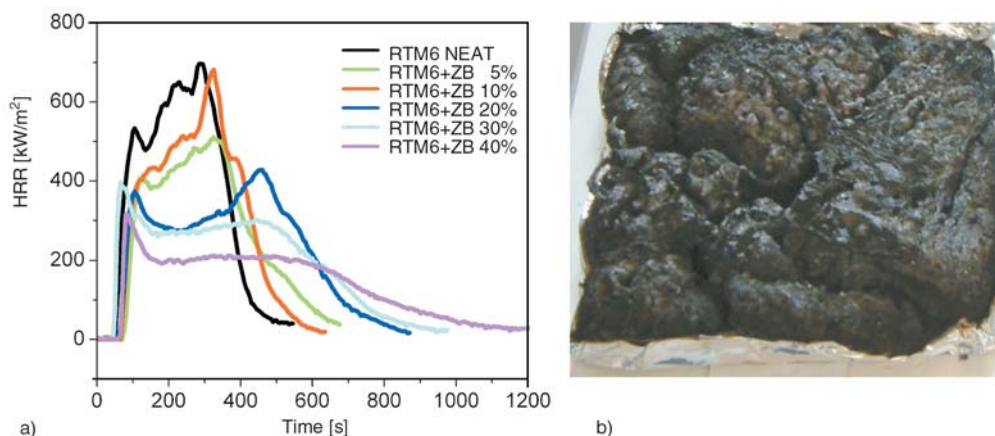 800
600
400
200
0
HRR [kW/m²]
RTM6 NEAT
RTM6+ZB 5%
RTM6+ZB 10%
RTM6+ZB 20%
RTM6+ZB 30%
RTM6+ZB 40%
0 200 400 600 800 1000 1200
Time [s]
a)
b)